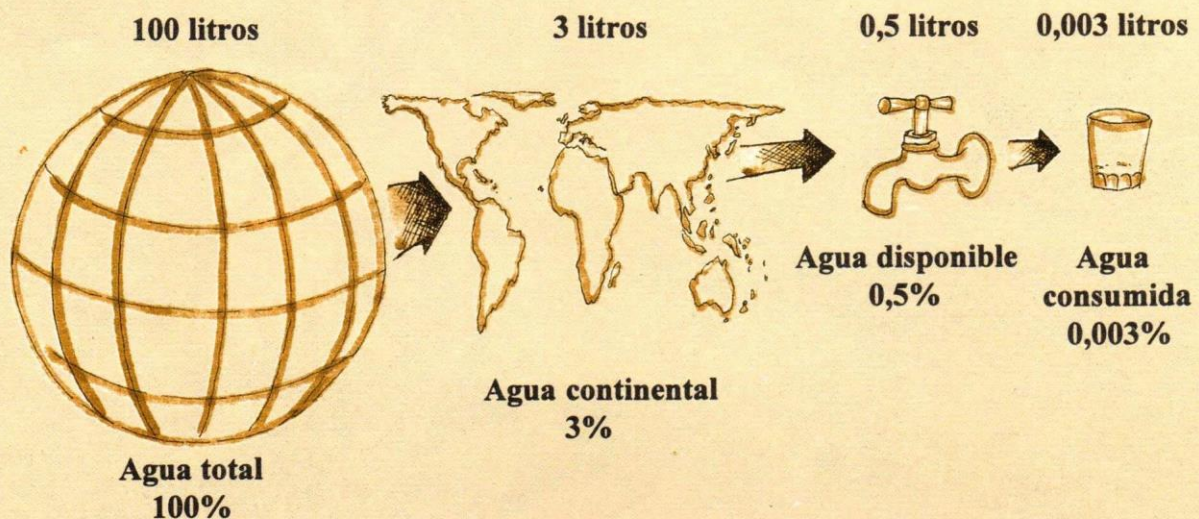 100 litros
3 litros
0,5 litros
0,003 litros
Agua total
100%
Agua continental
3%
Agua disponible
0,5%
Agua
consumida
0,003%